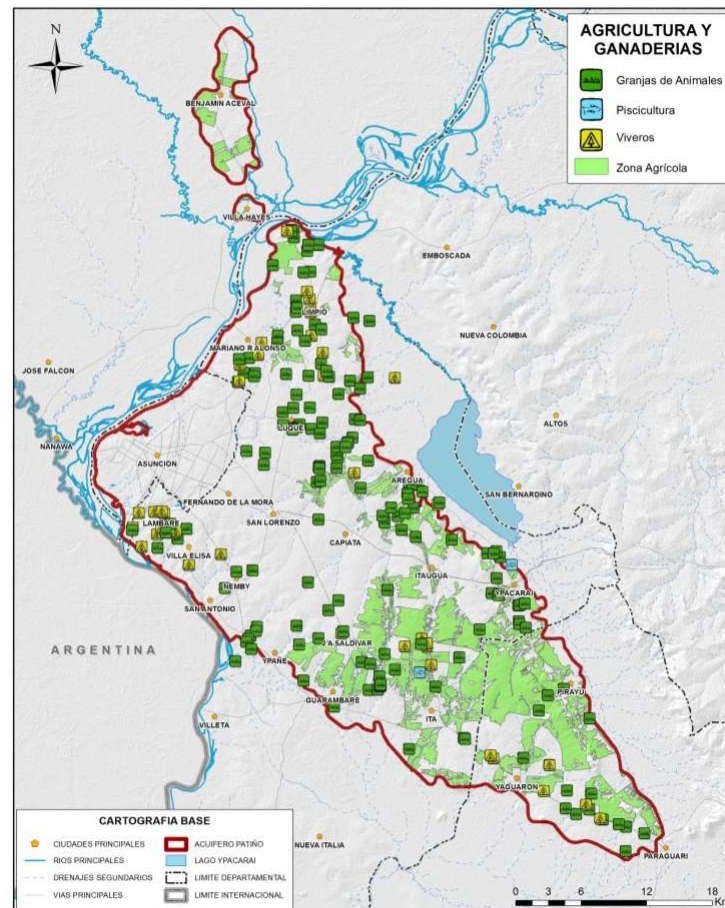 N
AGRICULTURA Y
GANADERIAS
Granjas de Animales
Piscicultura
Viveros
Zona Agrícola
BENJAMIN ACEVAL
VILLA HAYES
EMBOSCADA
LIMPIO
NUEVA COLOMBIA
MARIANO R ALONSO
JOSE FALCON
ALTOS
LUQUE
NANAWA
ASUNCION
AREGUA
SAN BERNARDINO
FERNANDO DE LA MORA
SAN LORENZO
LAMBARE
CAPIATA
VILLA ELISA
ITAUGUA
ÑEMBY
YPACARAI
SAN ANTONIO
ARGENTINA
J'A SALDIVAR
YPANE
PIRAYU
GUARAMBARE
ITA
VILLETA
YAGUARON
NUEVA ITALIA
PARAGUARI
CARTOGRAFIA BASE
CIUDADES PRINCIPALES
RIOS PRINCIPALES
DRENAJES SEGUNDARIOS
VIAS PRINCIPALES
ACUIFERO PATIÑO
LAGO YPACARAI
LIMITE DEPARTAMENTAL
LIMITE INTERNACIONAL
0 3 6 12 18